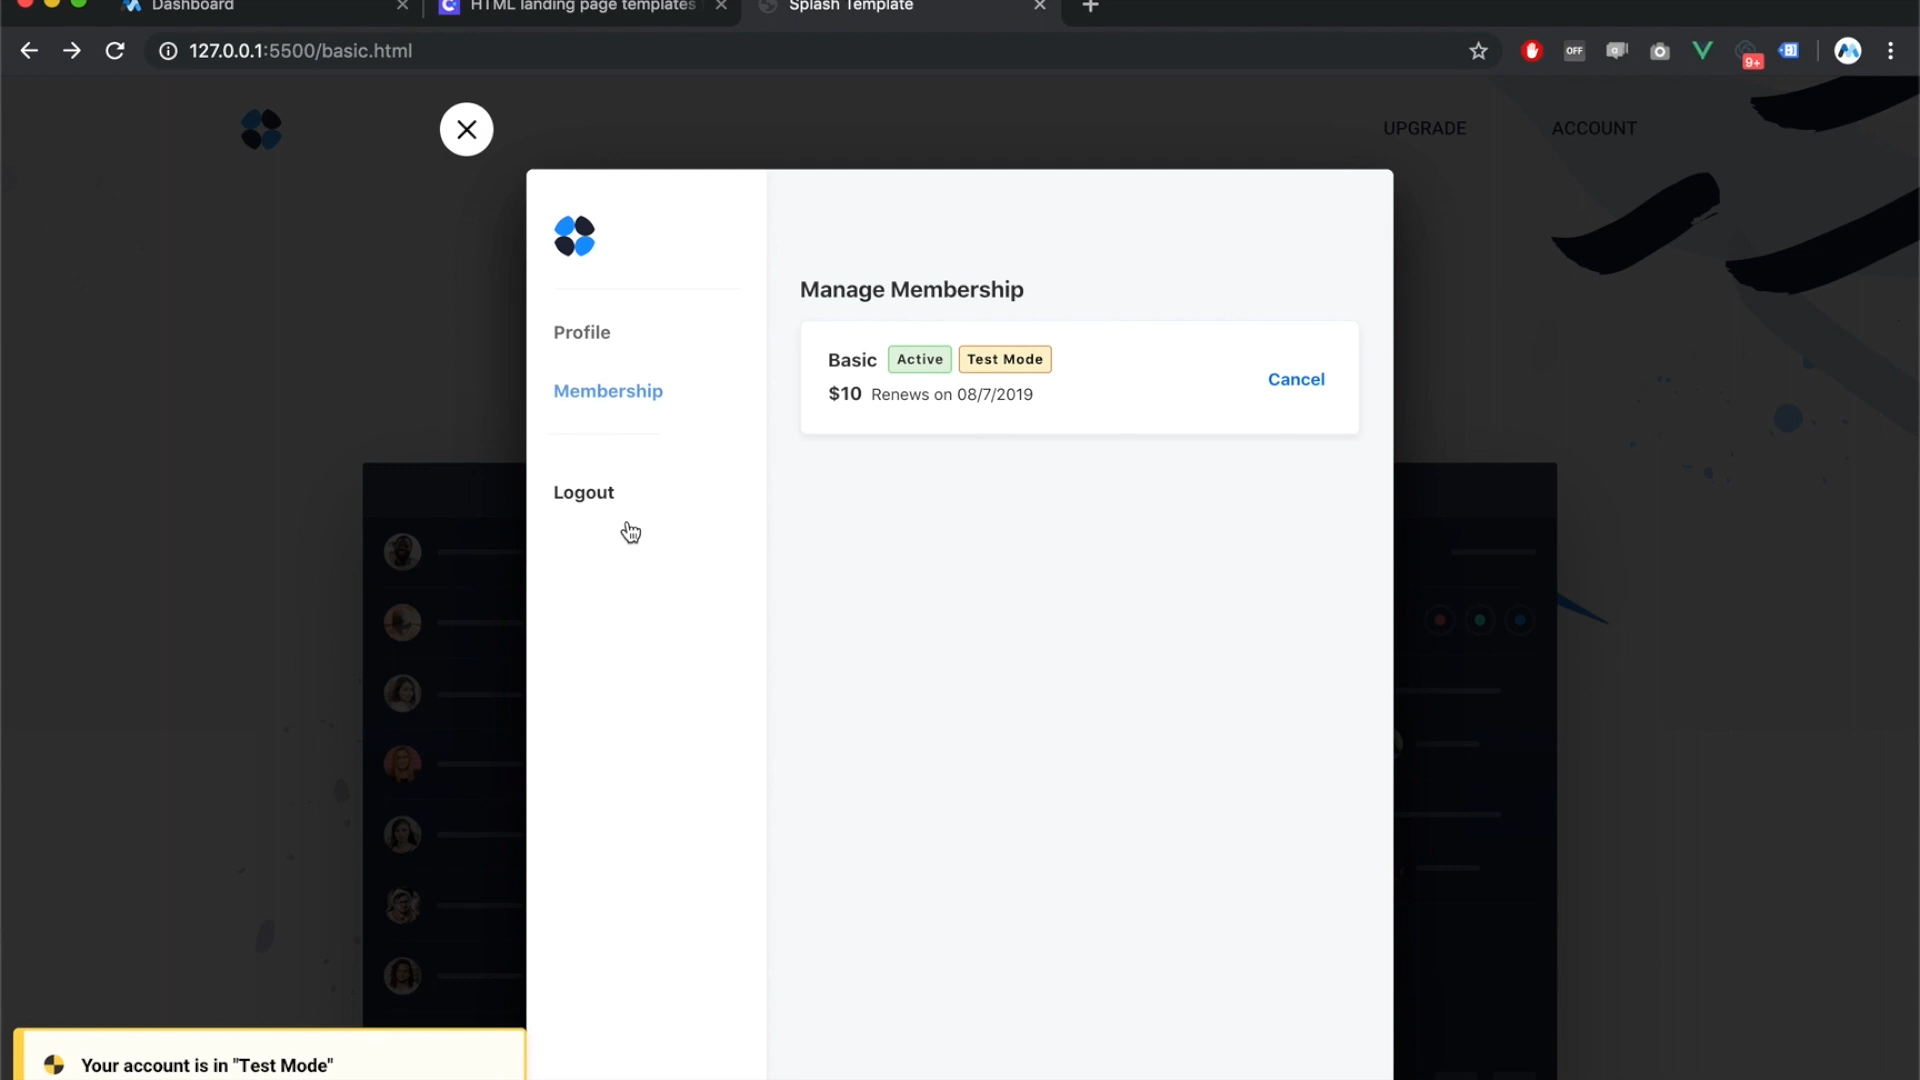 Dashboard
HTML landing page templates
Splash Template
127.0.0.1:5500/basic.html
OFF
9+
UPGRADE ACCOUNT
Manage Membership
Profile
Basic Active Test Mode
Cancel
Membership
$10 Renews on 08/7/2019
Logout
Your account is in "Test Mode"